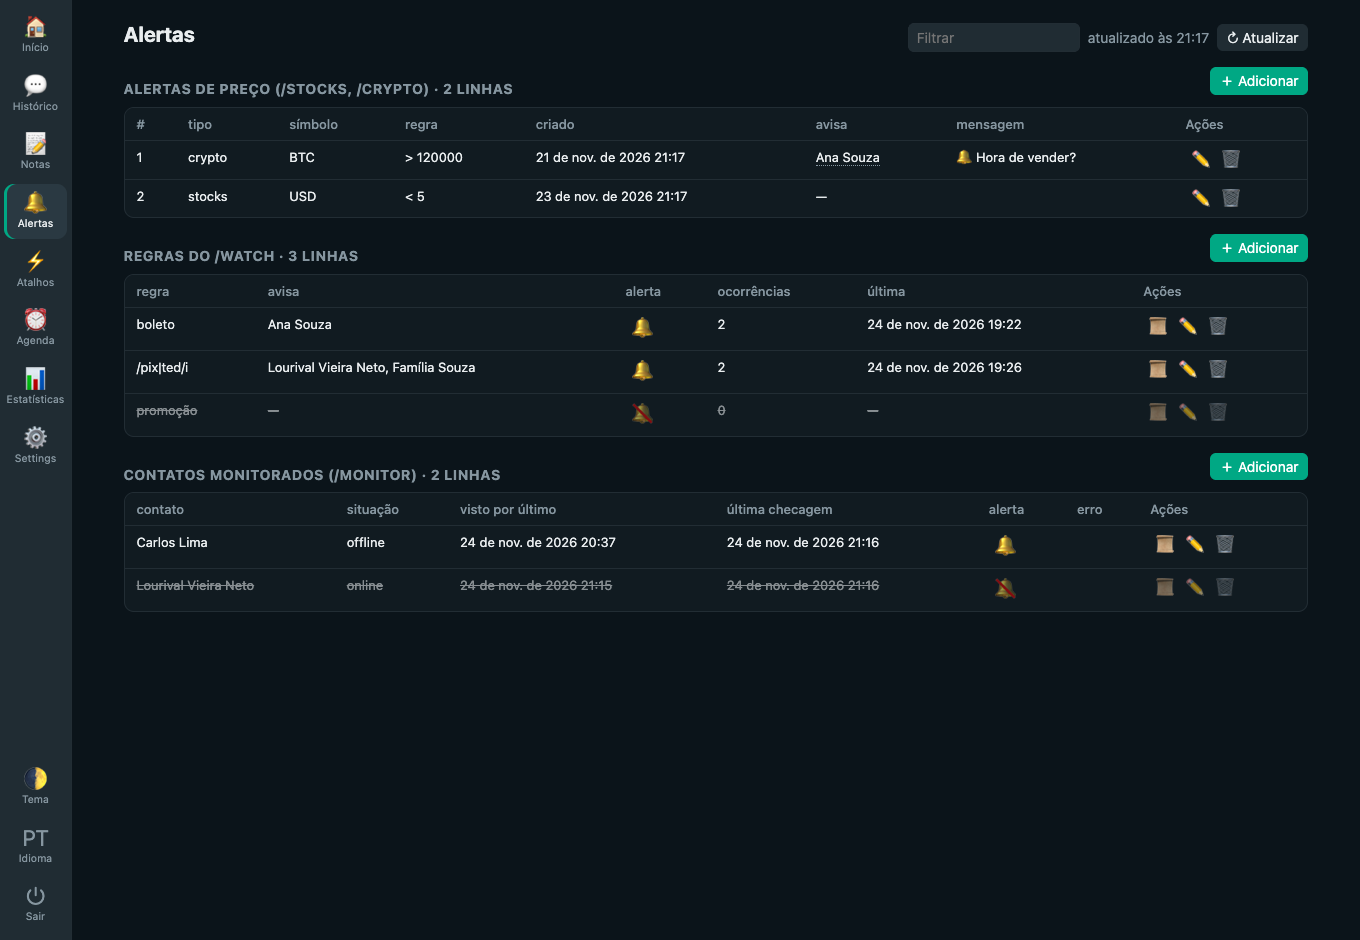 Início
Histórico
Notas
Alertas
Atalhos
Agenda
Estatísticas
Settings
Tema
PT
Idioma
Sair
Alertas
Filtrar
atualizado às 21:17
Atualizar
ALERTAS DE PREÇO (/STOCKS, /CRYPTO) · 2 LINHAS
+ Adicionar
# tipo símbolo regra criado avisa mensagem Ações
1 crypto BTC > 120000 21 de nov. de 2026 21:17 Ana Souza 🔔 Hora de vender?
2 stocks USD < 5 23 de nov. de 2026 21:17 —
REGRAS DO /WATCH · 3 LINHAS
+ Adicionar
regra avisa alerta ocorrências última Ações
boleto Ana Souza 2 24 de nov. de 2026 19:22
/pix|ted/i Lourival Vieira Neto, Família Souza 2 24 de nov. de 2026 19:26
promoção — 0 —
CONTATOS MONITORADOS (/MONITOR) · 2 LINHAS
+ Adicionar
contato situação visto por último última checagem alerta erro Ações
Carlos Lima offline 24 de nov. de 2026 20:37 24 de nov. de 2026 21:16
Lourival Vieira Neto online 24 de nov. de 2026 21:15 24 de nov. de 2026 21:16